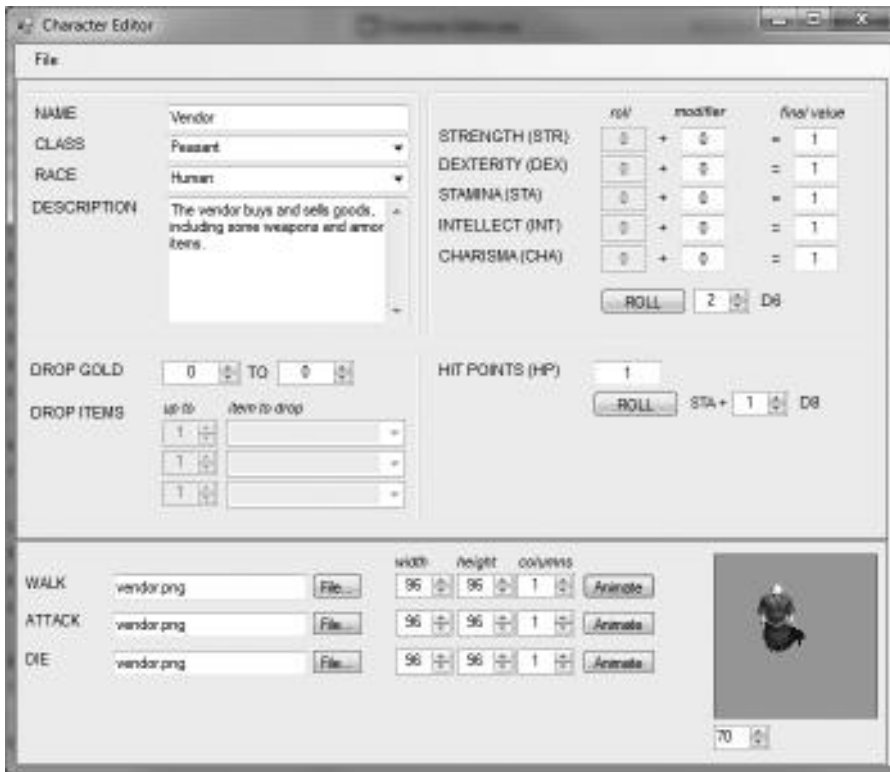 Character Editor
File
NAME Vendor
CLASS Peasant
RACE Human
DESCRIPTION The vendor buys and sells goods,
including some weapons and armor
items.
roll modifier final value
STRENGTH (STR) 0 + 0 = 1
DEXTERITY (DEX) 0 + 0 = 1
STAMINA (STA) 0 + 0 = 1
INTELLECT (INT) 0 + 0 = 1
CHARISMA (CHA) 0 + 0 = 1
ROLL 2 D6
DROP GOLD 0 TO 0
DROP ITEMS up to item to drop
1
1
1
HIT POINTS (HP) 1
ROLL STA + 1 D8
width height columns
WALK vendor.png File... 96 96 1 Animate
ATTACK vendor.png File... 96 96 1 Animate
DIE vendor.png File... 96 96 1 Animate
70